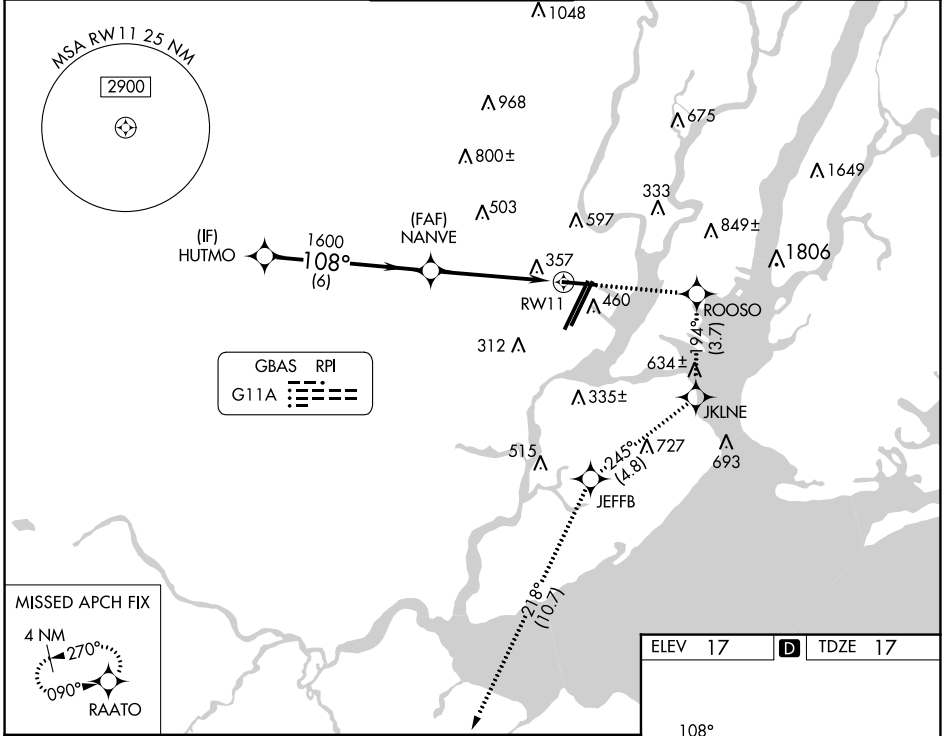 1048
MSA RW11 25 NM
2900
968
675
800±
1649
503
333
597
849±
(IF)
HUTMO
1600
108°
(6)
(FAF)
NANVE
357
1806
RW11
460
ROOSO
194°
(3.7)
312
634±
GBAS RPI
G11A
335±
JKLNE
515
245°
(4.8)
727
693
JEFFB
218°
(10.7)
MISSED APCH FIX
4 NM
270°
090°
RAATO
ELEV 17
D
TDZE 17
108°